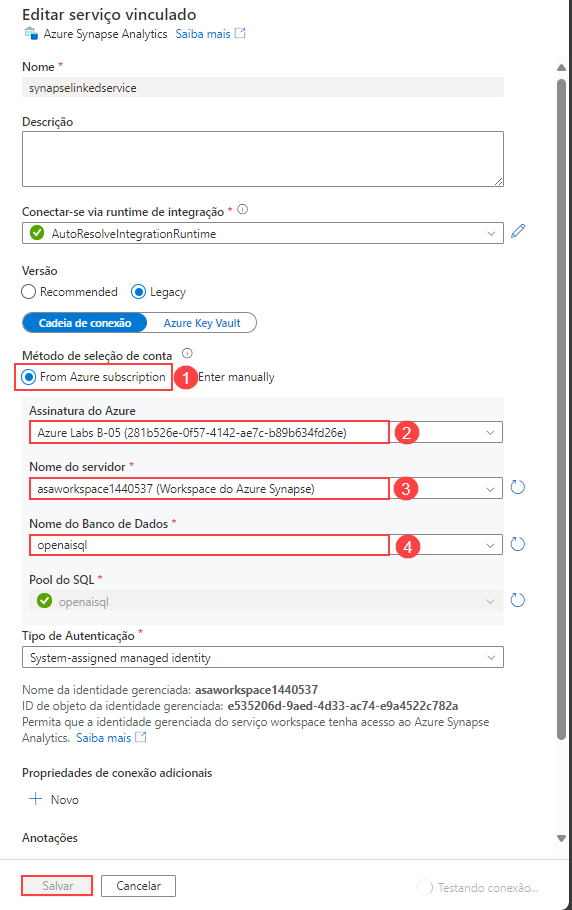 Editar serviço vinculado
Azure Synapse Analytics Saiba mais
Nome *
synapselinkedservice
Descrição
Conectar-se via runtime de integração *
AutoResolveIntegrationRuntime
Versão
Recommended Legacy
Cadeia de conexão Azure Key Vault
Método de seleção de conta
From Azure subscription 1 Enter manually
Assinatura do Azure
Azure Labs B-05 (281b526e-0f57-4142-ae7c-b89b634fd26e) 2
Nome do servidor *
asaworkspace1440537 (Workspace do Azure Synapse) 3
Nome do Banco de Dados *
openaisql 4
Pool do SQL *
openaisql
Tipo de Autenticação *
System-assigned managed identity
Nome da identidade gerenciada: asaworkspace1440537
ID de objeto da identidade gerenciada: e535206d-9aed-4d33-ac74-e9a4522c782a
Permita que a identidade gerenciada do serviço workspace tenha acesso ao Azure Synapse
Analytics. Saiba mais
Propriedades de conexão adicionais
Novo
Anotações
Salvar Cancelar Testando conexão...